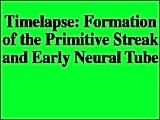 Timelapse: Formation
of the Primitive Streak
and Early Neural Tube